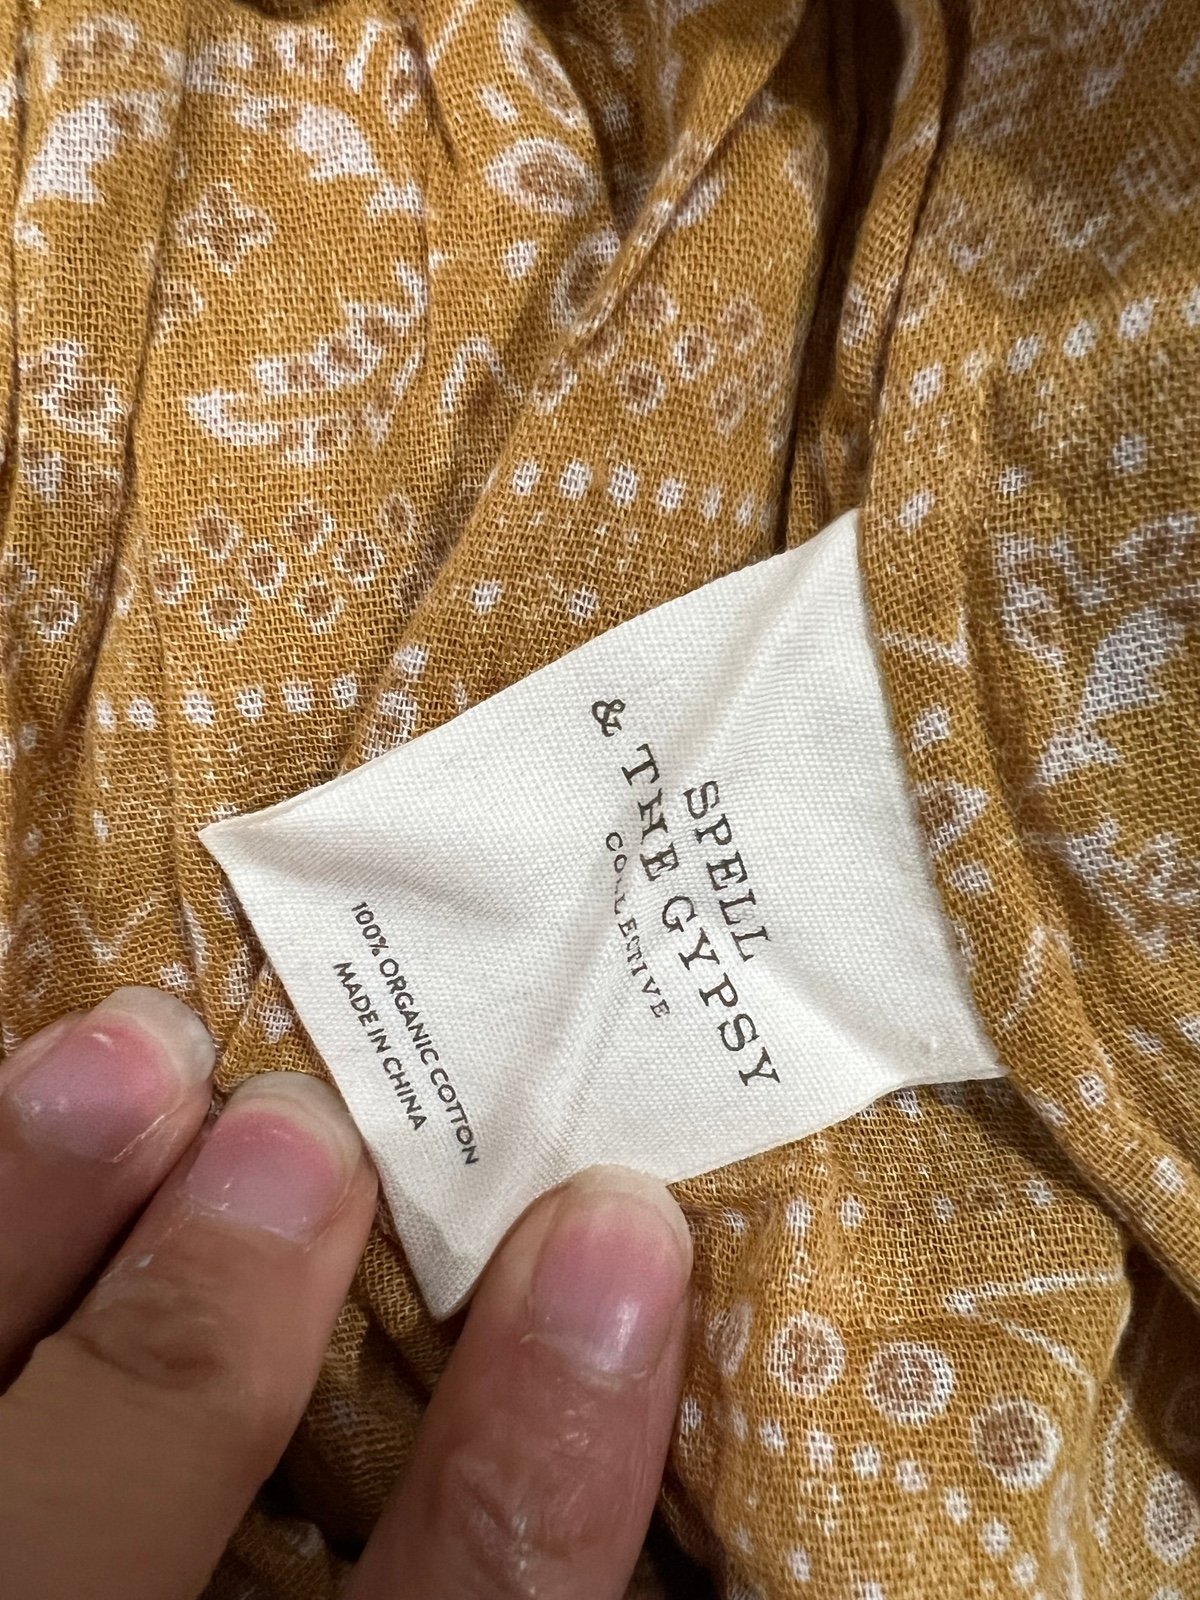 SPELL
& THE GYPSY
COLLECTIVE
100% ORGANIC COTTON
MADE IN CHINA